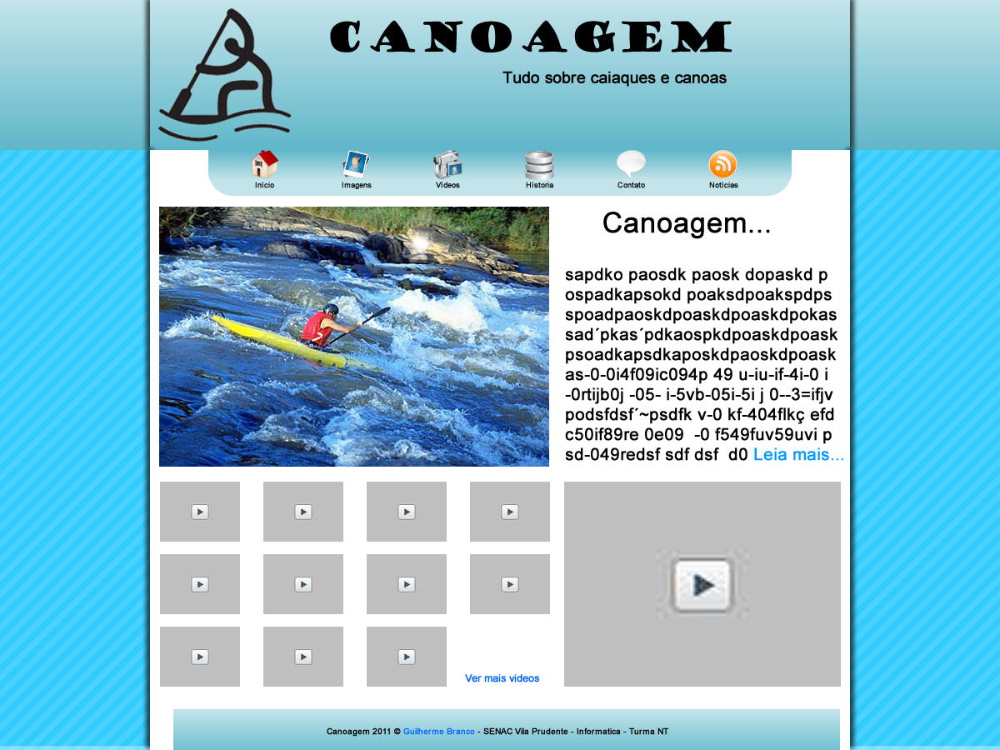 CANOAGEM
Tudo sobre caiaques e canoas
Início
Imagens
Vídeos
Historia
Contato
Notícias
Canoagem...
sapdko paosdk paosk dopaskd p
ospadkapsokd poaksdpoakspdps
spoadpaoskdpoaskdpoaskdpokas
sad´pkas´pdkaospkdpoaskdpoask
psoadkapsdkaposkdpaoskdpoask
as-0-0i4f09ic094p 49 u-iu-if-4i-0 i
-0rtijb0j -05- i-5vb-05i-5i j 0--3=ifjv
podsfdsf´~psdfk v-0 kf-404flkç efd
c50if89re 0e09  -0 f549fuv59uvi p
sd-049redsf sdf dsf  d0 Leia mais...
Ver mais videos
Canoagem 2011 © Guilherme Branco - SENAC Vila Prudente - Informatica - Turma NT